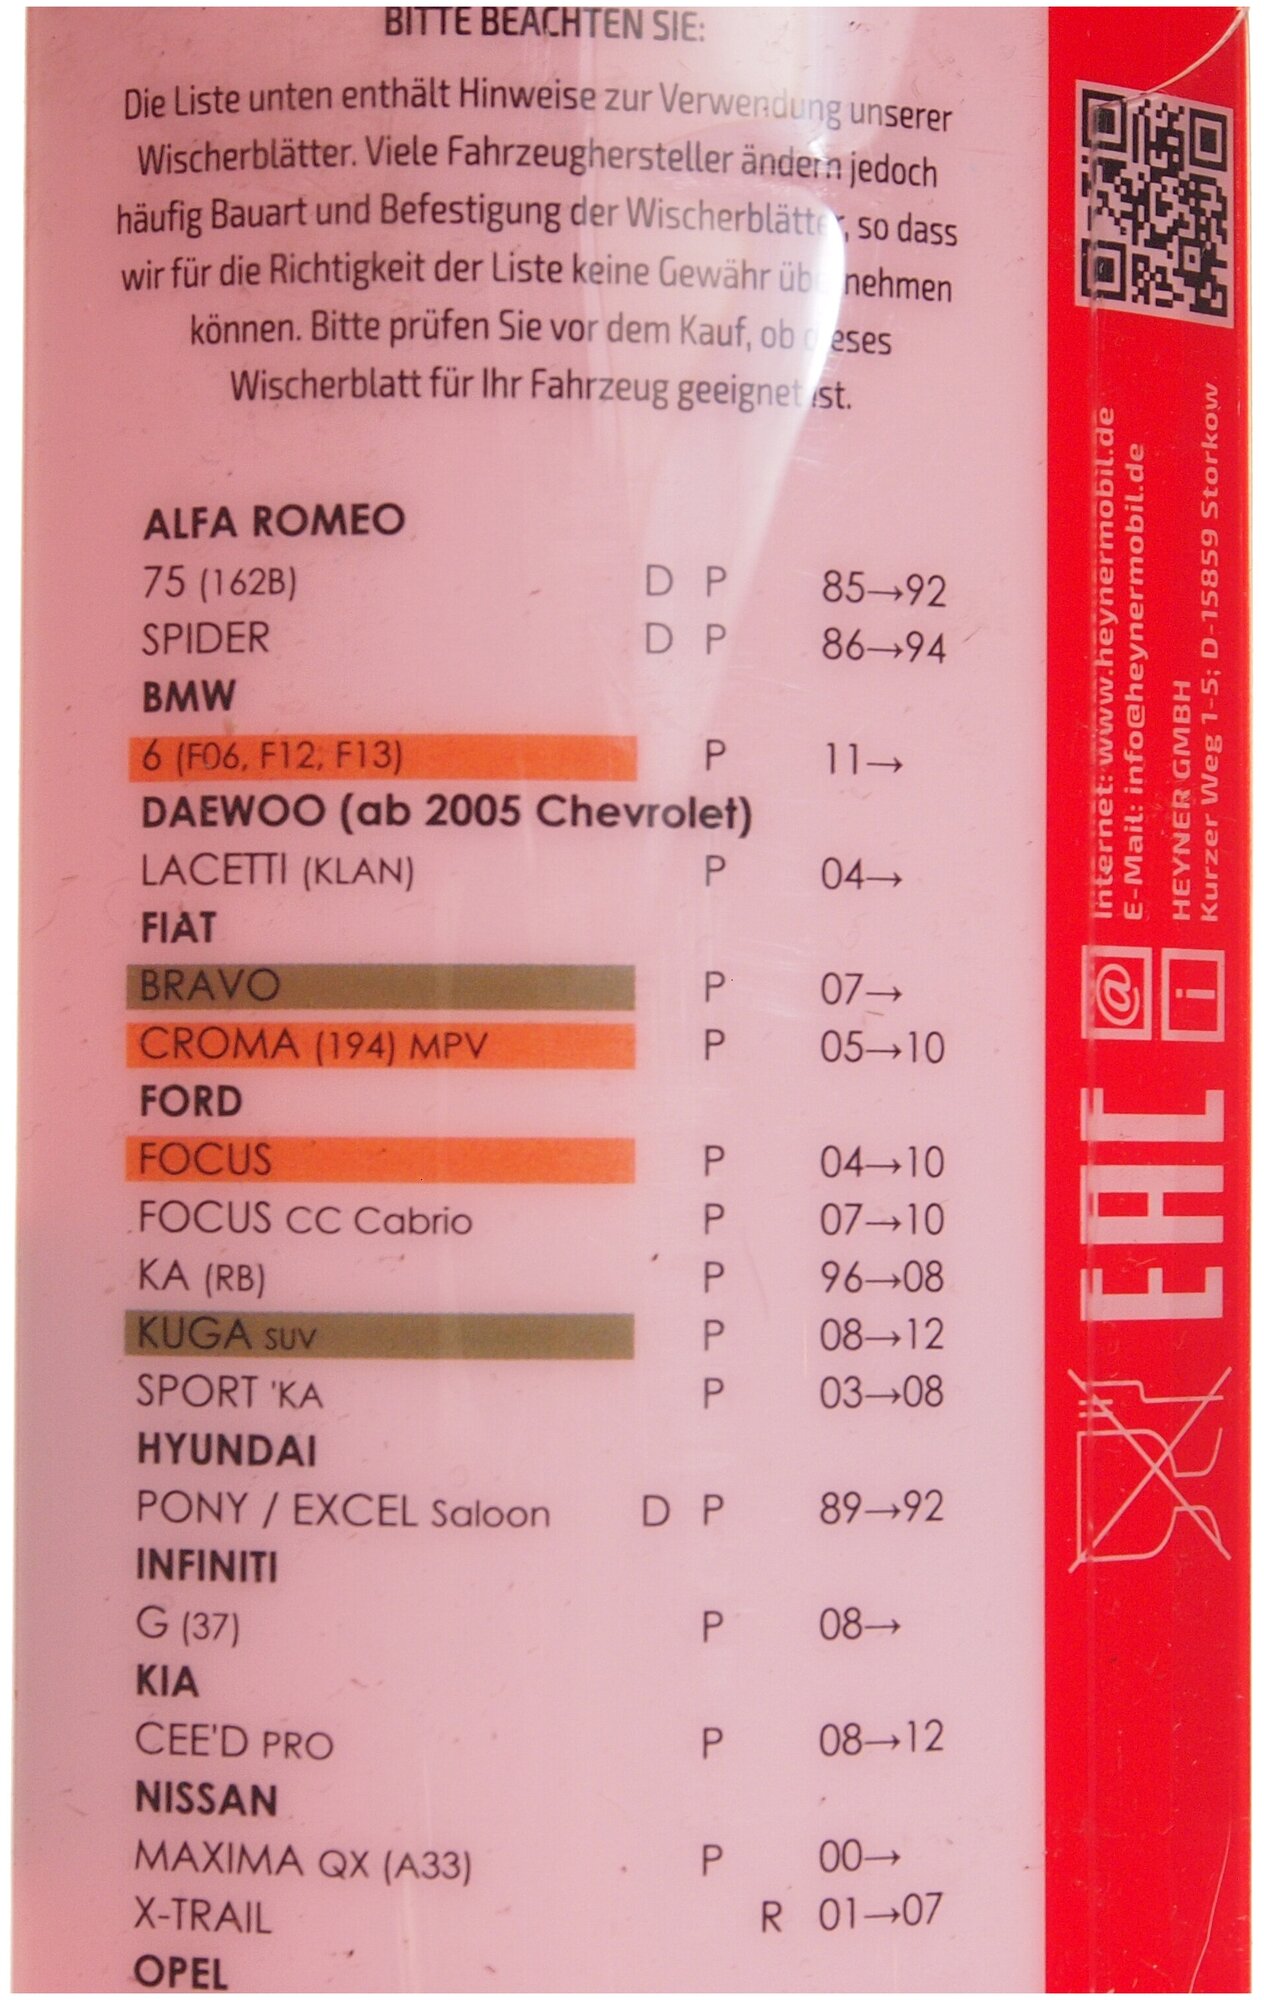 BITTE BEACHTEN SIE:
Die Liste unten enthält Hinweise zur Verwendung unserer
Wischerblätter. Viele Fahrzeughersteller ändern jedoch
häufig Bauart und Befestigung der Wischerblätter, so dass
wir für die Richtigkeit der Liste keine Gewähr übernehmen
können. Bitte prüfen Sie vor dem Kauf, ob dieses
Wischerblatt für Ihr Fahrzeug geeignet ist.
ALFA ROMEO
75 (162B) D P 85→92
SPIDER D P 86→94
BMW
6 (F06, F12, F13) P 11→
DAEWOO (ab 2005 Chevrolet)
LACETTI (KLAN) P 04→
FIAT
BRAVO P 07→
CROMA (194) MPV P 05→10
FORD
FOCUS P 04→10
FOCUS CC Cabrio P 07→10
KA (RB) P 96→08
KUGA SUV P 08→12
SPORT 'KA P 03→08
HYUNDAI
PONY / EXCEL Saloon D P 89→92
INFINITI
G (37) P 08→
KIA
CEE'D PRO P 08→12
NISSAN
MAXIMA QX (A33) P 00→
X-TRAIL R 01→07
OPEL
@ Internet: www.heynermobil.de
E-Mail: info@heynermobil.de
i HEYNER GMBH
Kurzer Weg 1-5; D-15859 Storkow
EAC